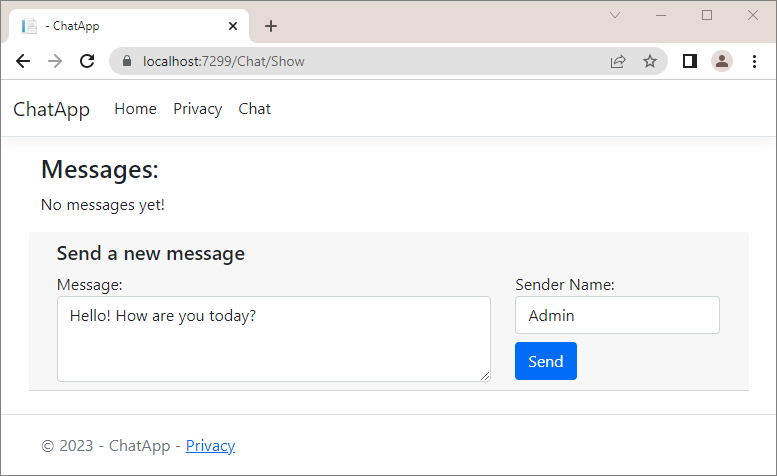 - ChatApp
localhost:7299/Chat/Show
ChatApp Home Privacy Chat
Messages:
No messages yet!
Send a new message
Message:
Hello! How are you today?
Sender Name:
Admin
Send
© 2023 - ChatApp - Privacy